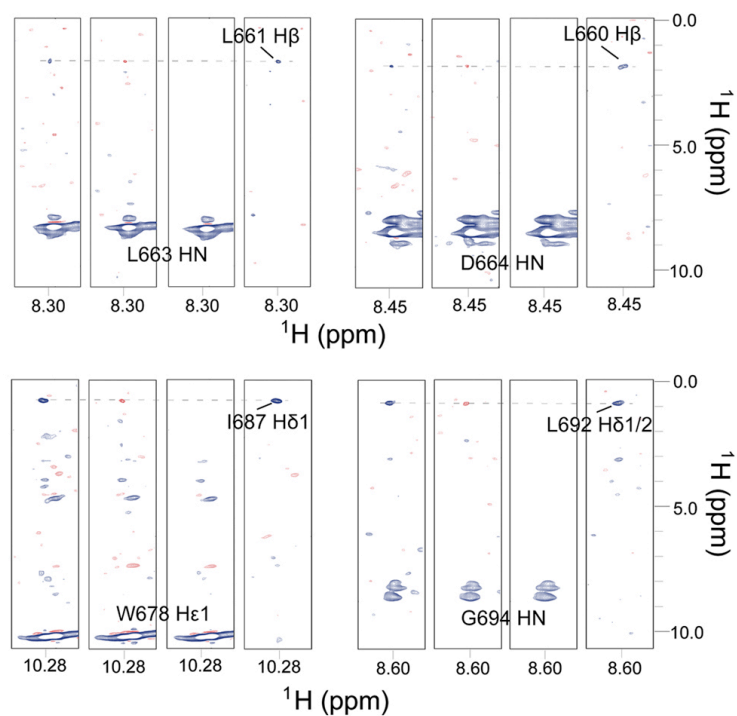 L661 Hβ
L660 Hβ
0.0
5.0
10.0
¹H (ppm)
L663 HN
D664 HN
8.30 8.30 8.30 8.30
8.45 8.45 8.45 8.45
¹H (ppm)
I687 Hδ1
L692 Hδ1/2
0.0
5.0
10.0
¹H (ppm)
W678 Hε1
G694 HN
10.28 10.28 10.28 10.28
8.60 8.60 8.60 8.60
¹H (ppm)